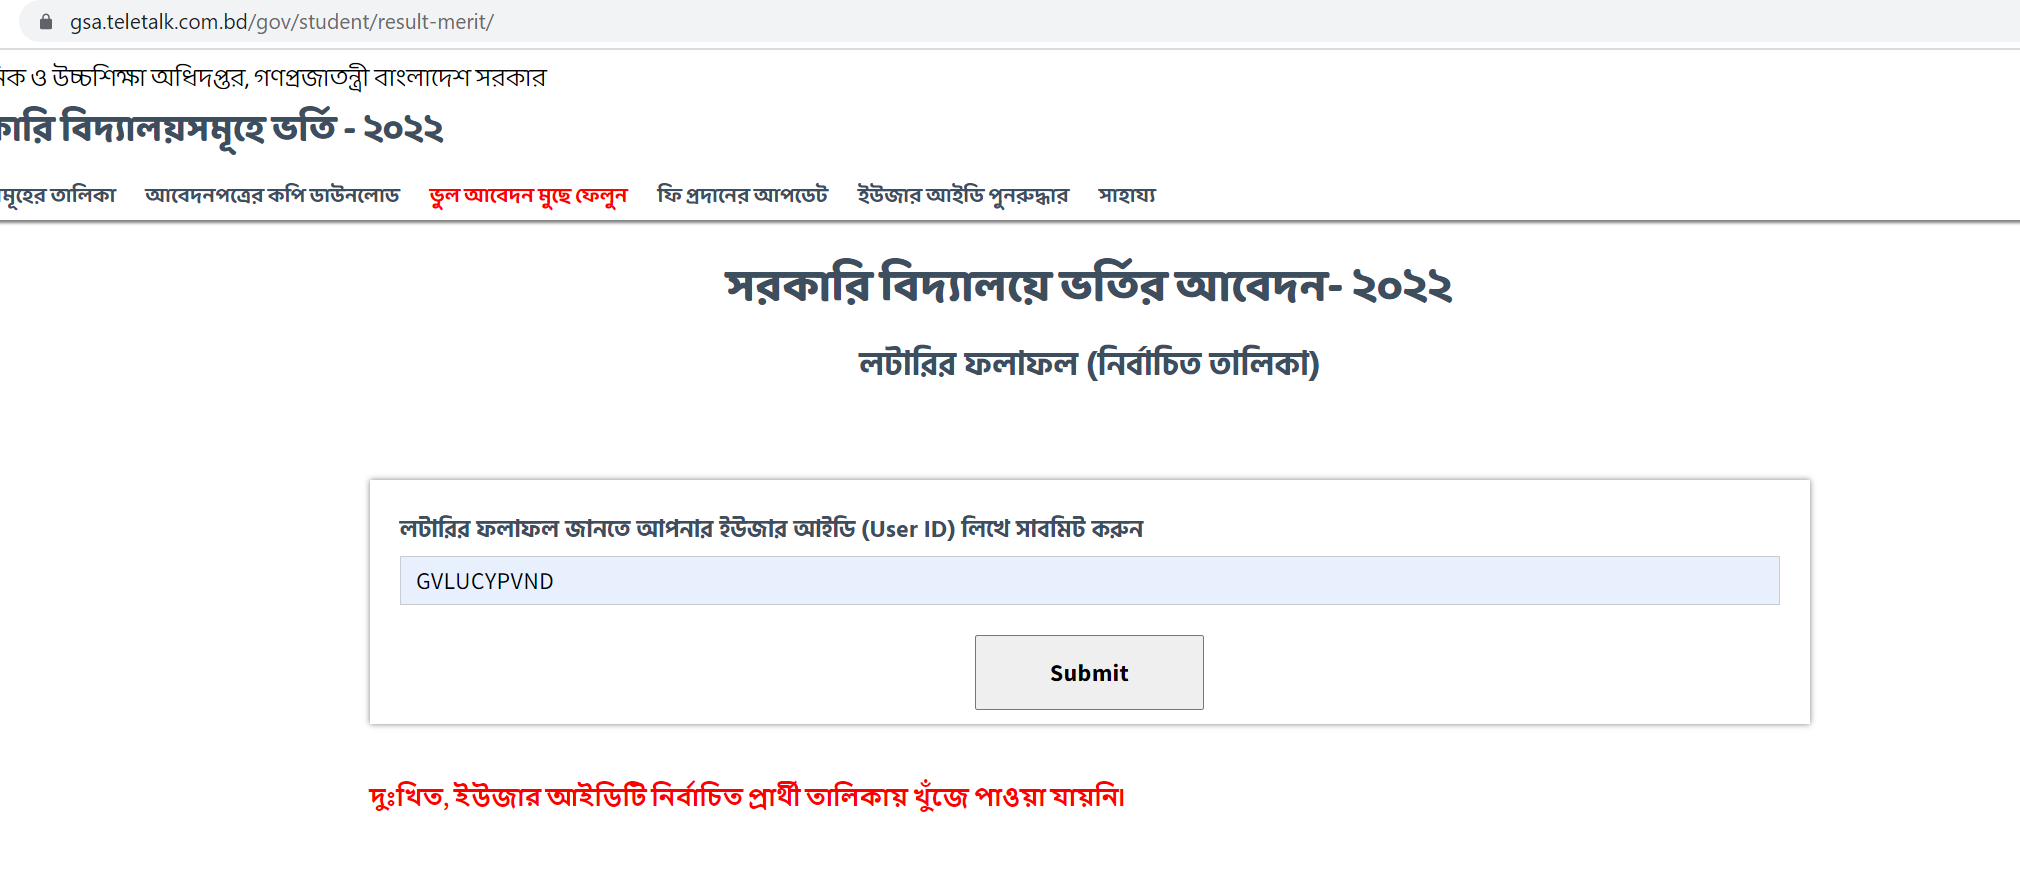 gsa.teletalk.com.bd/gov/student/result-merit/
ও উচ্চশিক্ষা অধিদপ্তর, গণপ্রজাতন্ত্রী বাংলাদেশ সরকার
বিদ্যালয়সমূহে ভর্তি - ২০২২
তালিকা আবেদনপত্রের কপি ডাউনলোড ভুল আবেদন মুছে ফেলুন ফি প্রদানের আপডেট ইউজার আইডি পুনরুদ্ধার সাহায্য
সরকারি বিদ্যালয়ে ভর্তির আবেদন- ২০২২
লটারির ফলাফল (নির্বাচিত তালিকা)
লটারির ফলাফল জানতে আপনার ইউজার আইডি (User ID) লিখে সাবমিট করুন
GVLUCYPVND
Submit
দুঃখিত, ইউজার আইডিটি নির্বাচিত প্রার্থী তালিকায় খুঁজে পাওয়া যায়নি।